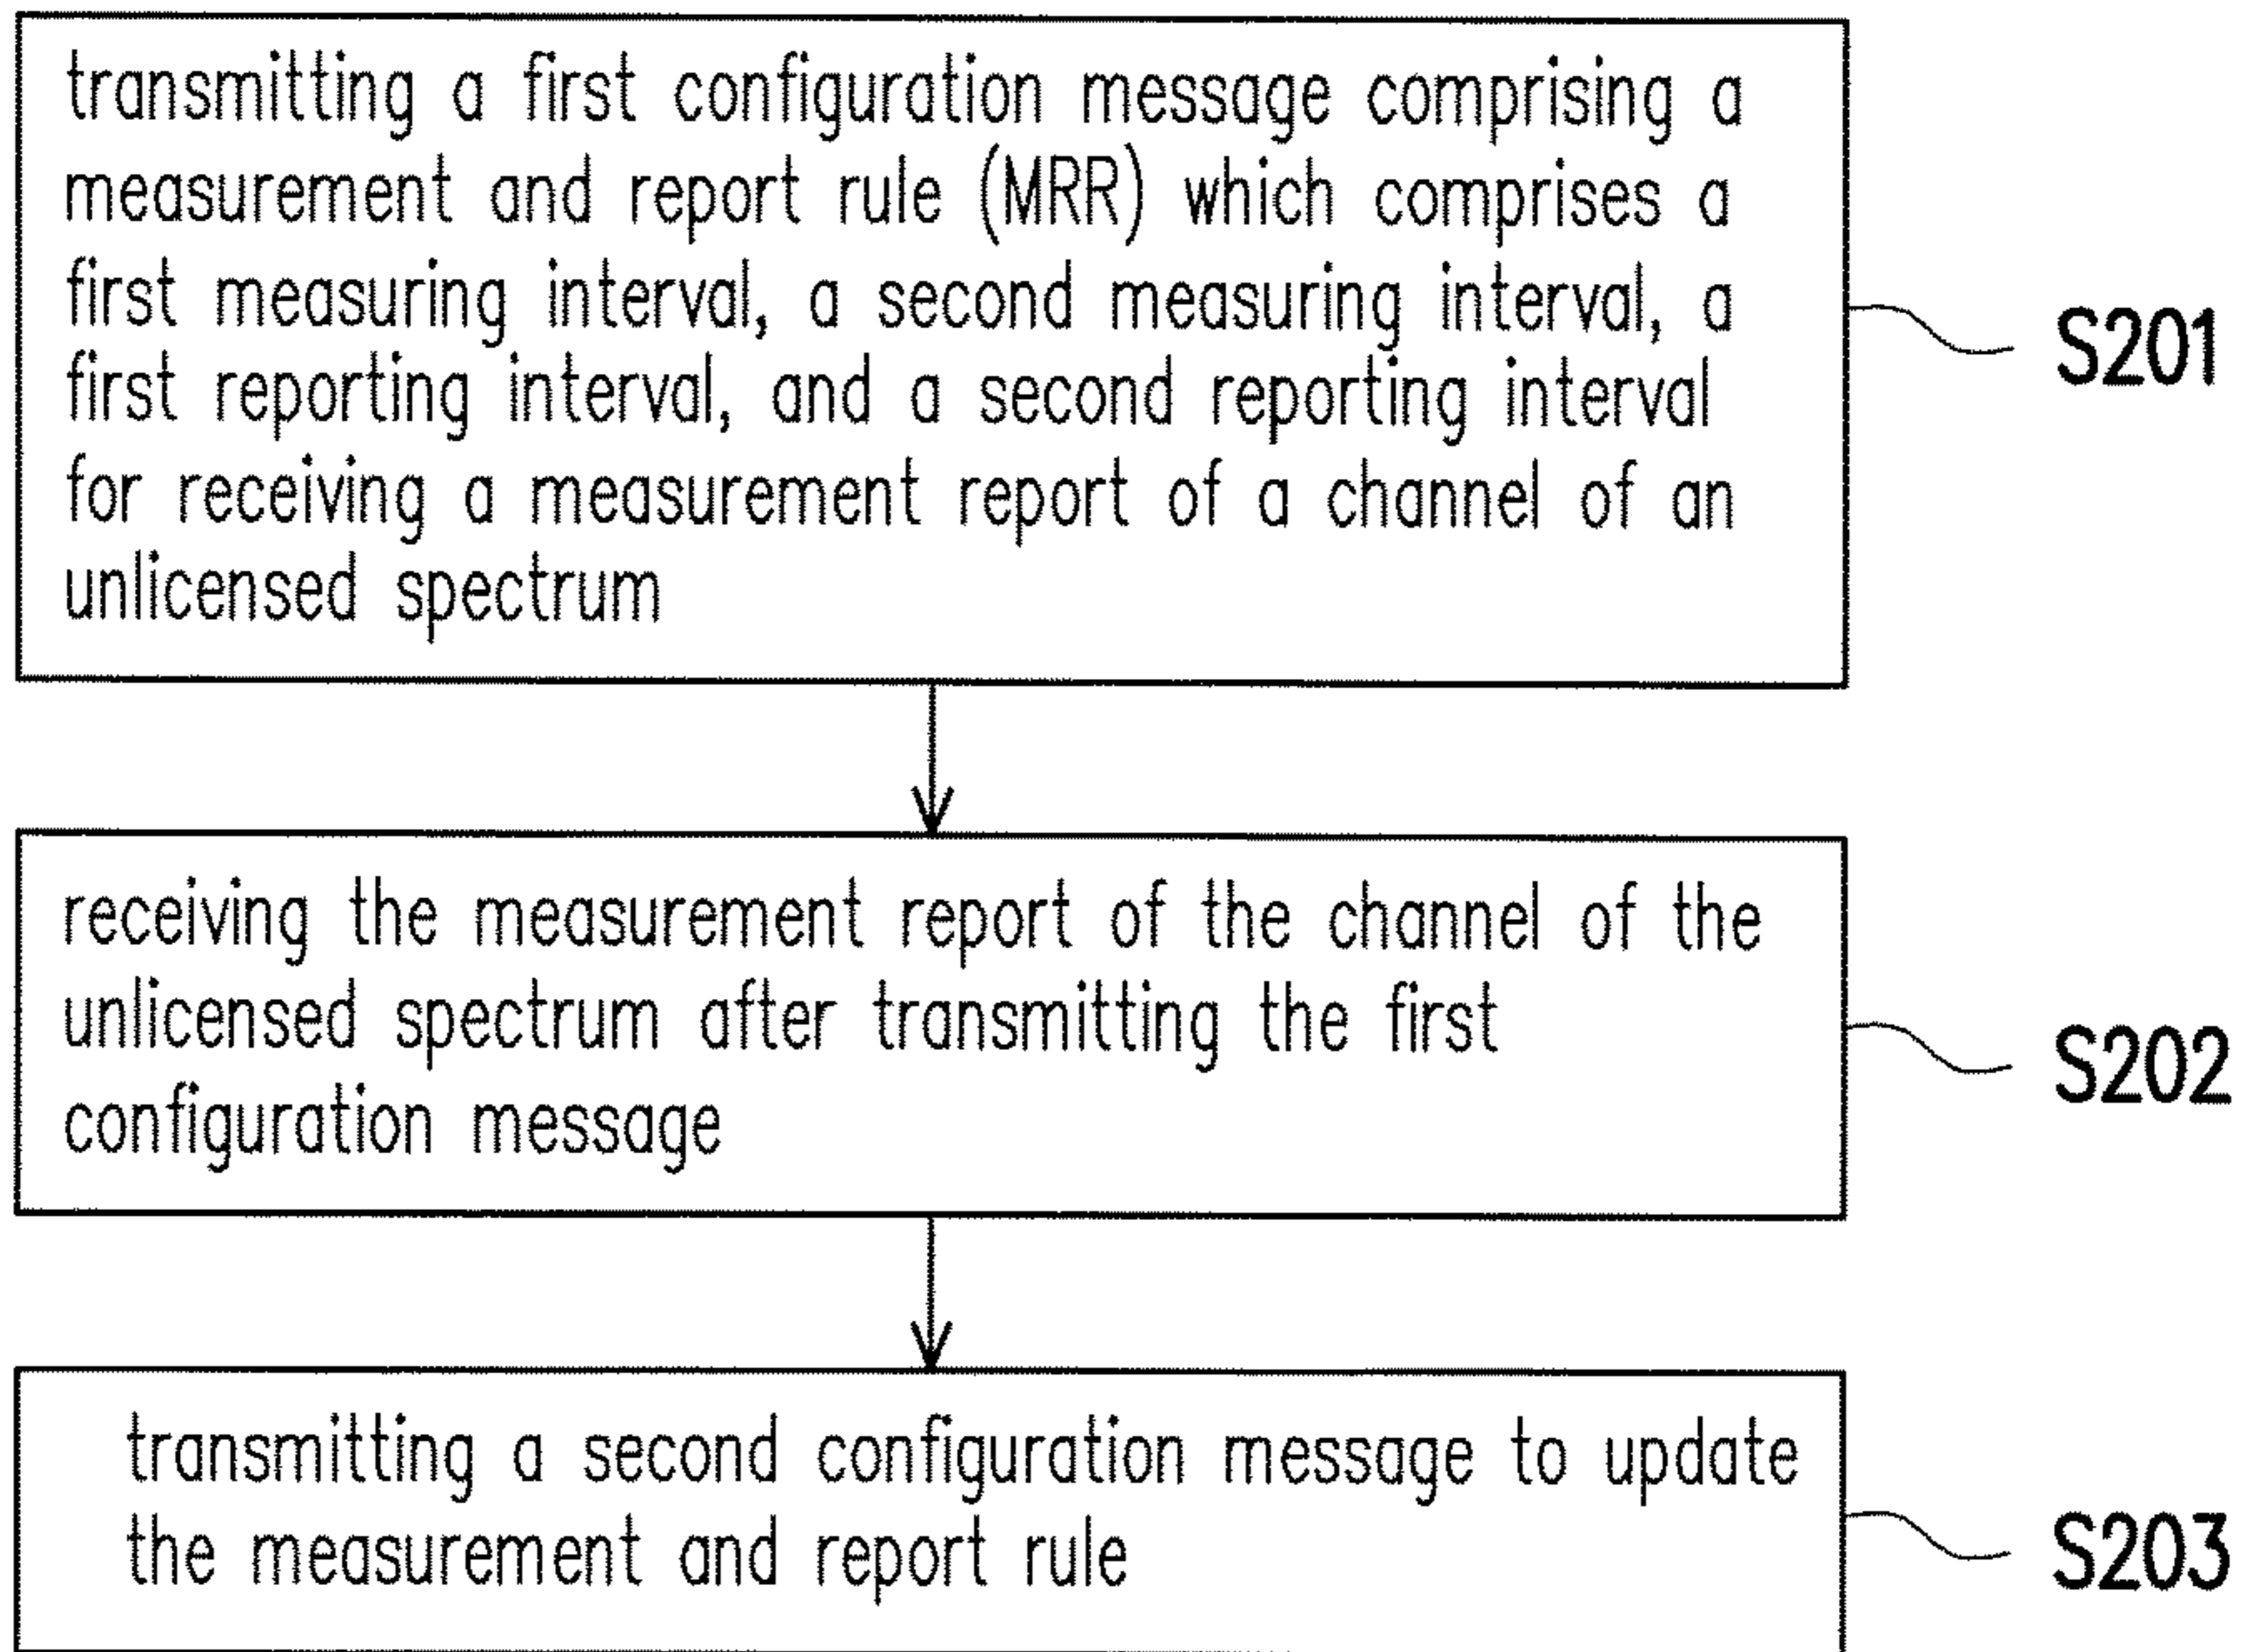 transmitting a first configuration message comprising a
measurement and report rule (MRR) which comprises a
first measuring interval, a second measuring interval, a
first reporting interval, and a second reporting interval
for receiving a measurement report of a channel of an
unlicensed spectrum
S201
receiving the measurement report of the channel of the
unlicensed spectrum after transmitting the first
configuration message
S202
transmitting a second configuration message to update
the measurement and report rule
S203